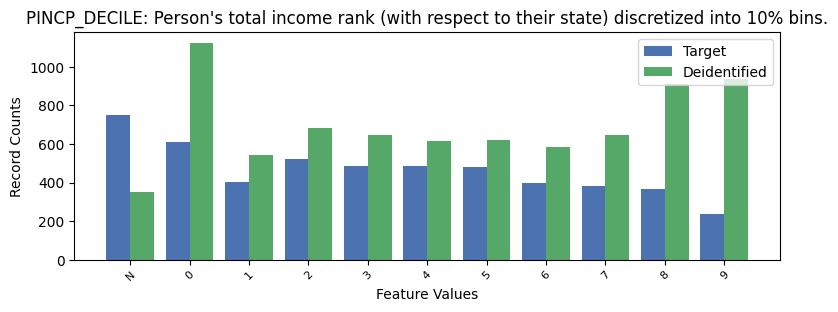 PINCP_DECILE: Person's total income rank (with respect to their state) discretized into 10% bins.
Target
Deidentified
Record Counts
1000
800
600
400
200
0
N 0 1 2 3 4 5 6 7 8 9
Feature Values